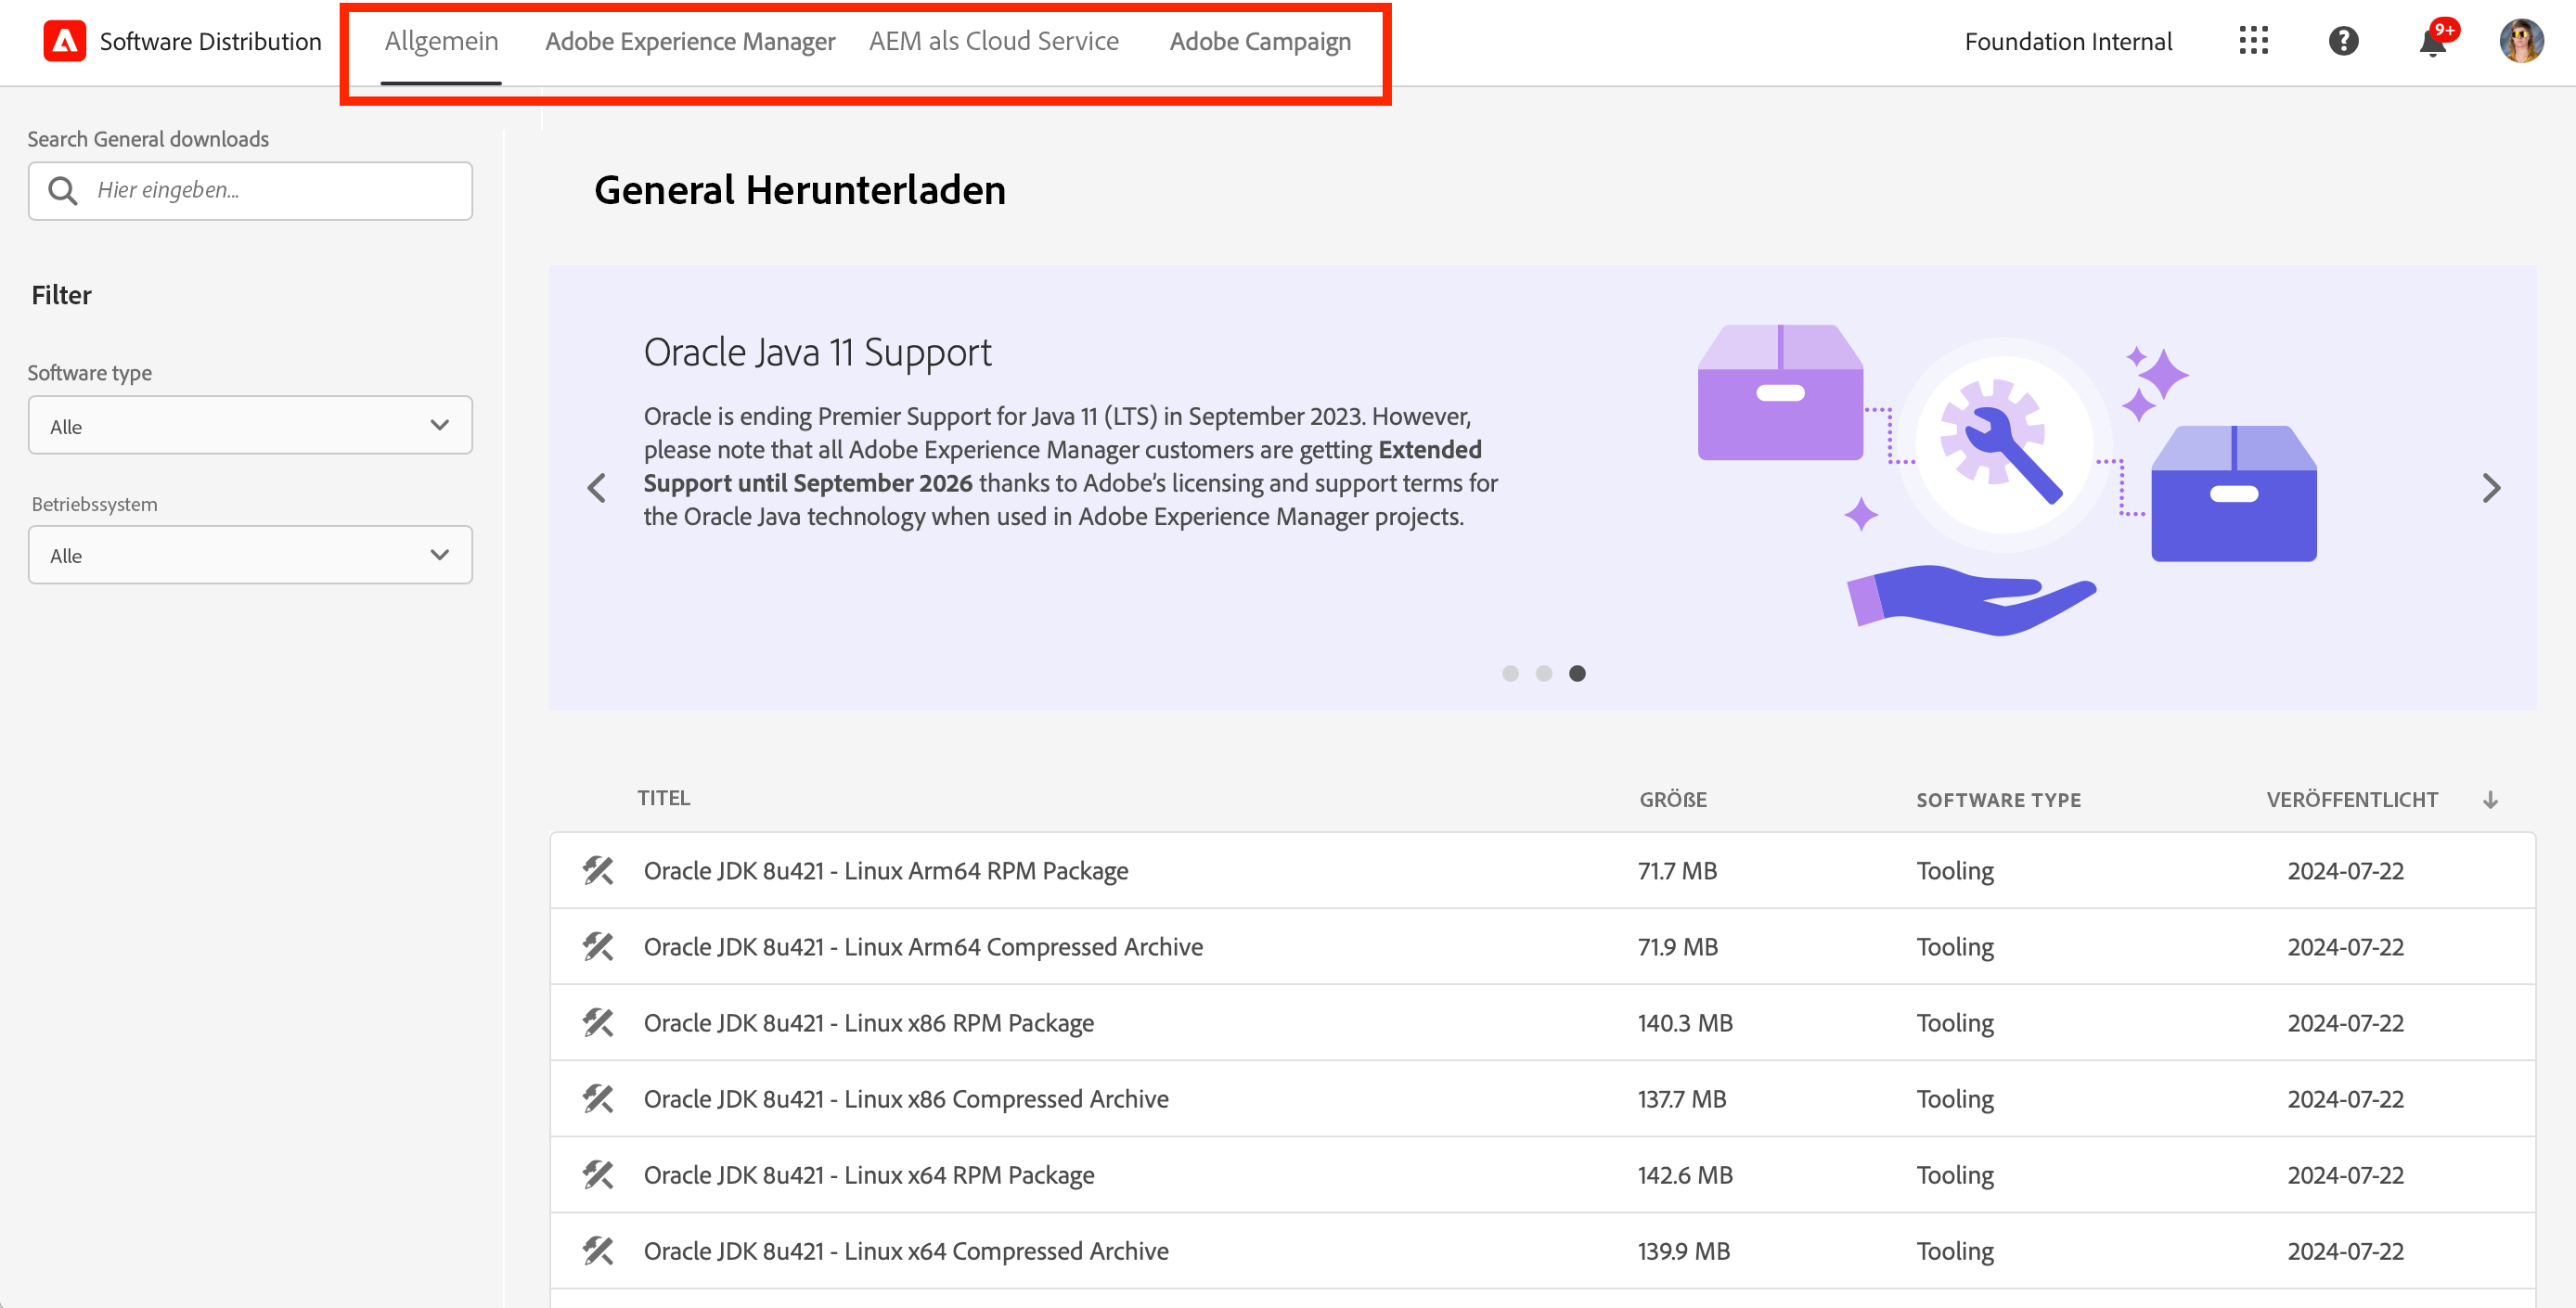 Software Distribution
Allgemein
Adobe Experience Manager
AEM als Cloud Service
Adobe Campaign
Foundation Internal
9+
Search General downloads
Hier eingeben...
Filter
Software type
Alle
Betriebssystem
Alle
General Herunterladen
Oracle Java 11 Support
Oracle is ending Premier Support for Java 11 (LTS) in September 2023. However,
please note that all Adobe Experience Manager customers are getting Extended
Support until September 2026 thanks to Adobe’s licensing and support terms for
the Oracle Java technology when used in Adobe Experience Manager projects.
TITEL GRÖßE SOFTWARE TYPE VERÖFFENTLICHT
Oracle JDK 8u421 - Linux Arm64 RPM Package 71.7 MB Tooling 2024-07-22
Oracle JDK 8u421 - Linux Arm64 Compressed Archive 71.9 MB Tooling 2024-07-22
Oracle JDK 8u421 - Linux x86 RPM Package 140.3 MB Tooling 2024-07-22
Oracle JDK 8u421 - Linux x86 Compressed Archive 137.7 MB Tooling 2024-07-22
Oracle JDK 8u421 - Linux x64 RPM Package 142.6 MB Tooling 2024-07-22
Oracle JDK 8u421 - Linux x64 Compressed Archive 139.9 MB Tooling 2024-07-22